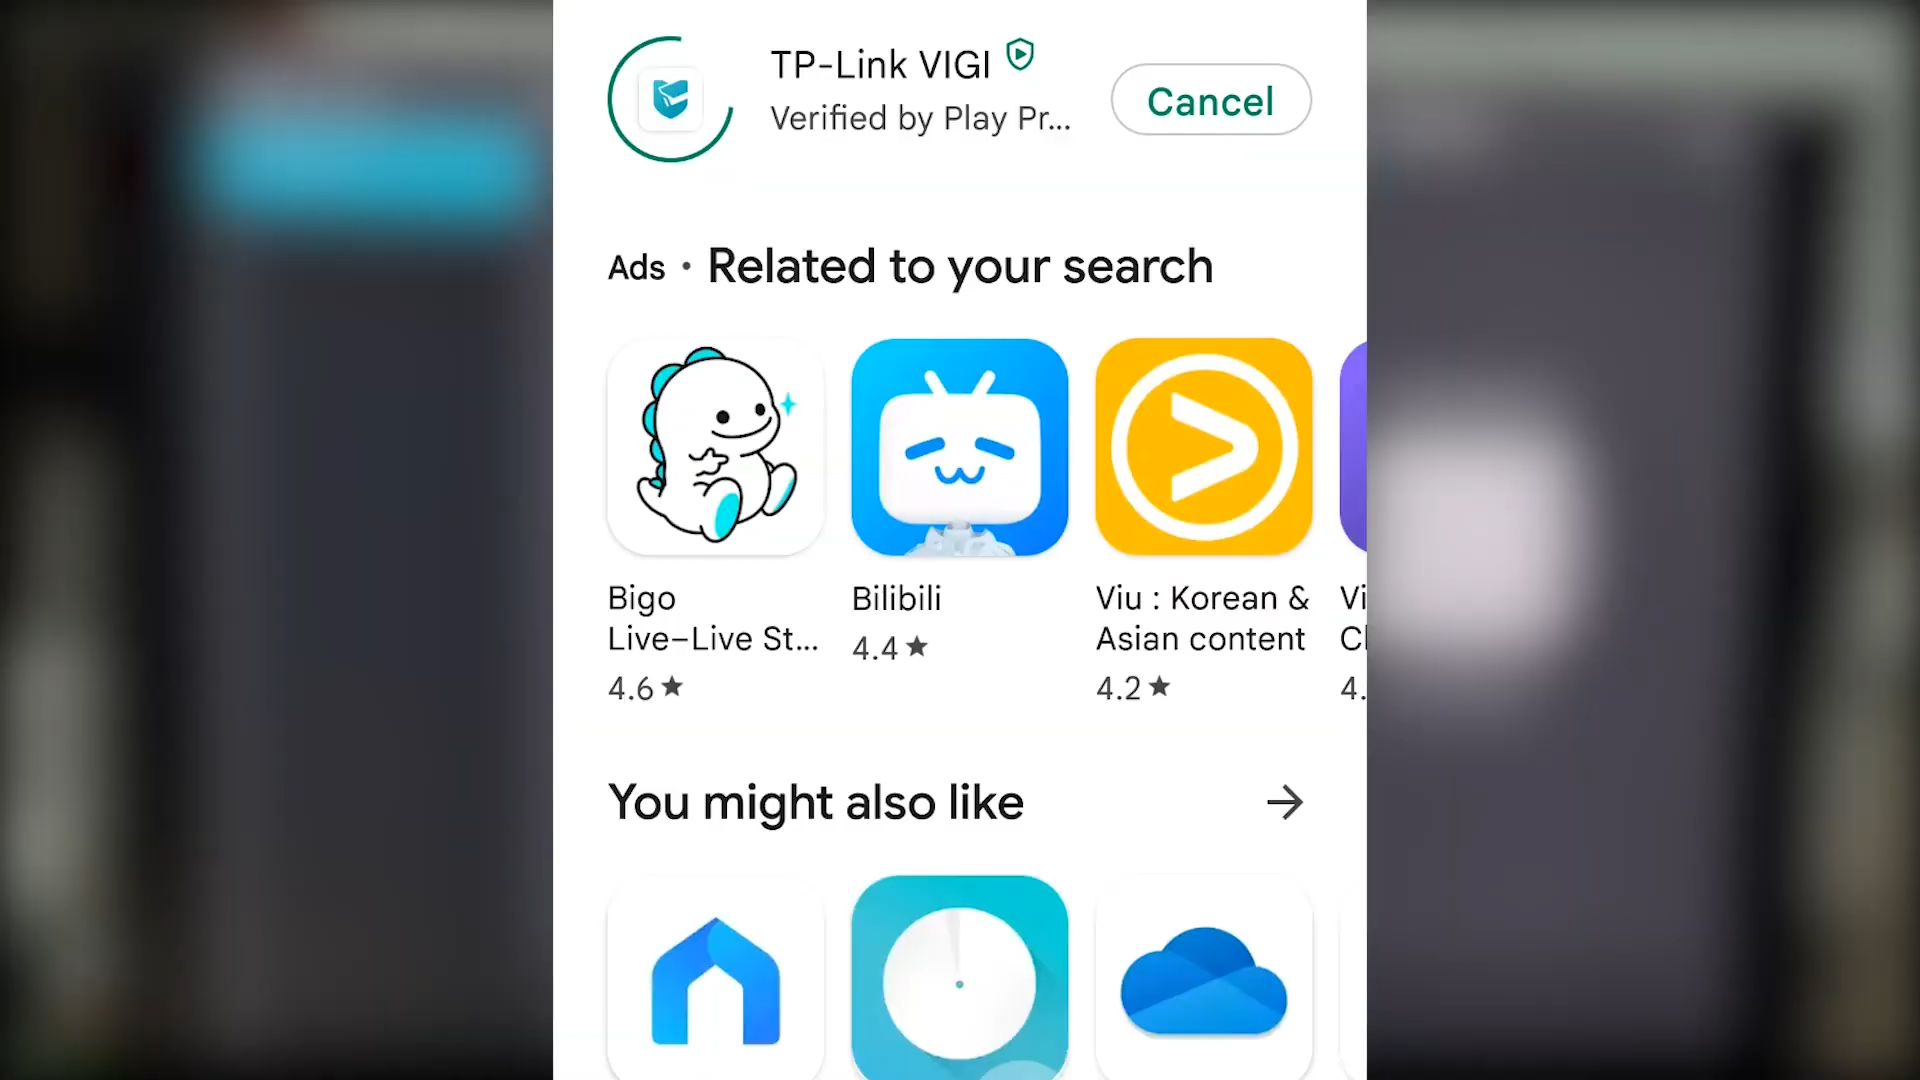 TP-Link VIGI
Verified by Play Pr...
Cancel
Ads • Related to your search
Bigo
Live–Live St...
4.6 ★
Bilibili
4.4 ★
Viu : Korean &
Asian content
4.2 ★
4.
You might also like